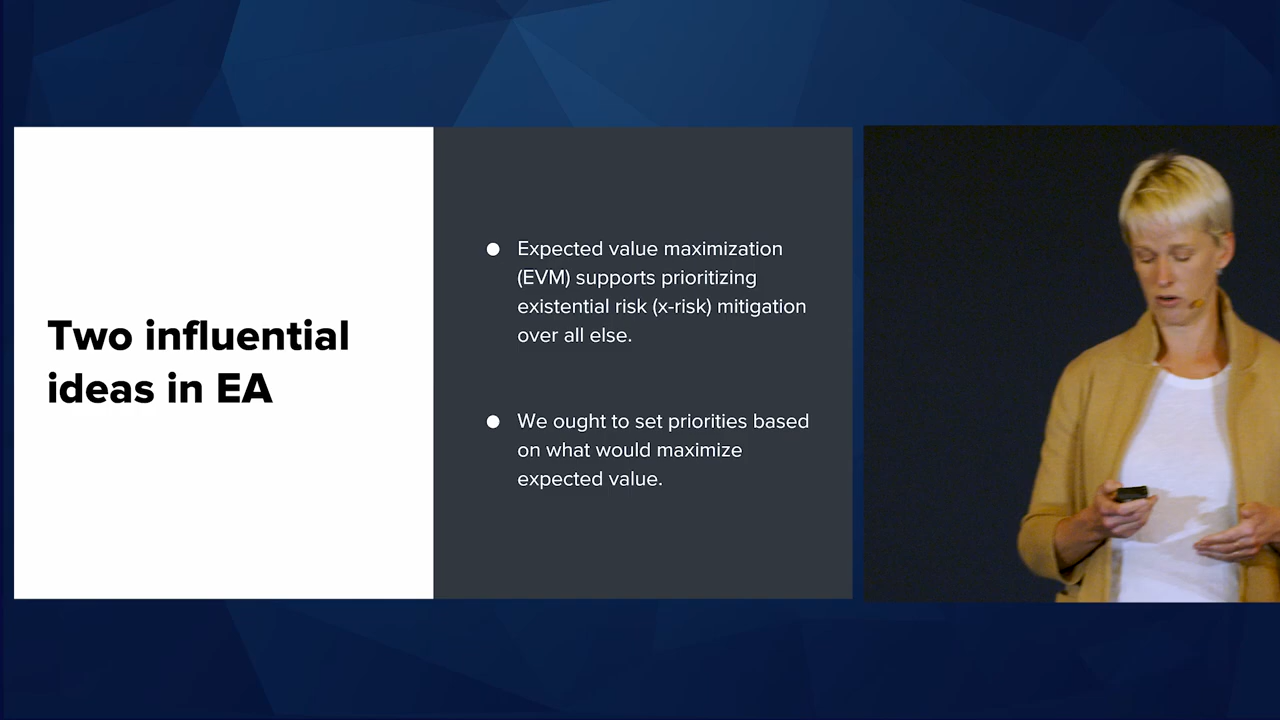 Two influential
ideas in EA
Expected value maximization
(EVM) supports prioritizing
existential risk (x-risk) mitigation
over all else.
We ought to set priorities based
on what would maximize
expected value.